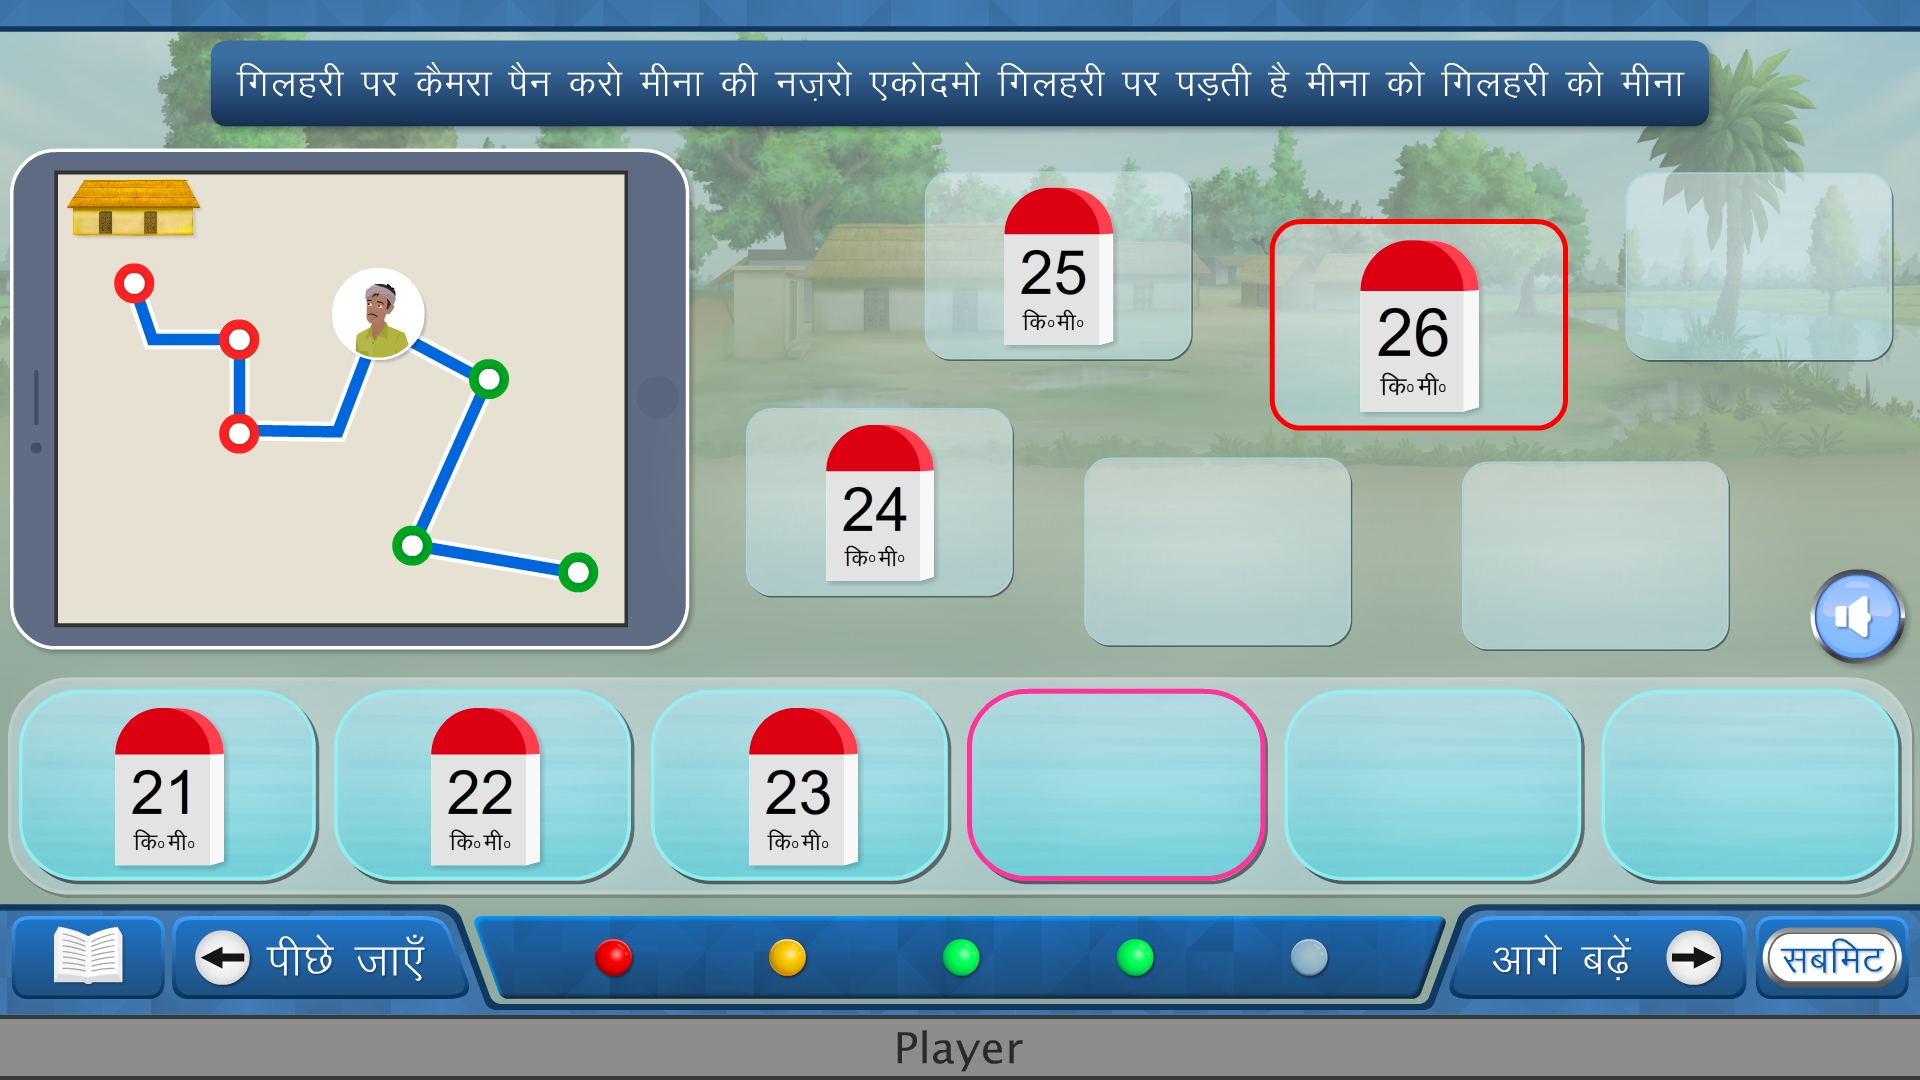 गिलहरी पर कैमरा पैन करो मीना की नज़रो एकोदमो गिलहरी पर पड़ती है मीना को गिलहरी को मीना
25
कि॰मी॰
26
कि॰मी॰
24
कि॰मी॰
21
कि॰मी॰
22
कि॰मी॰
23
कि॰मी॰
पीछे जाएँ
आगे बढ़ें
सबमिट
Player